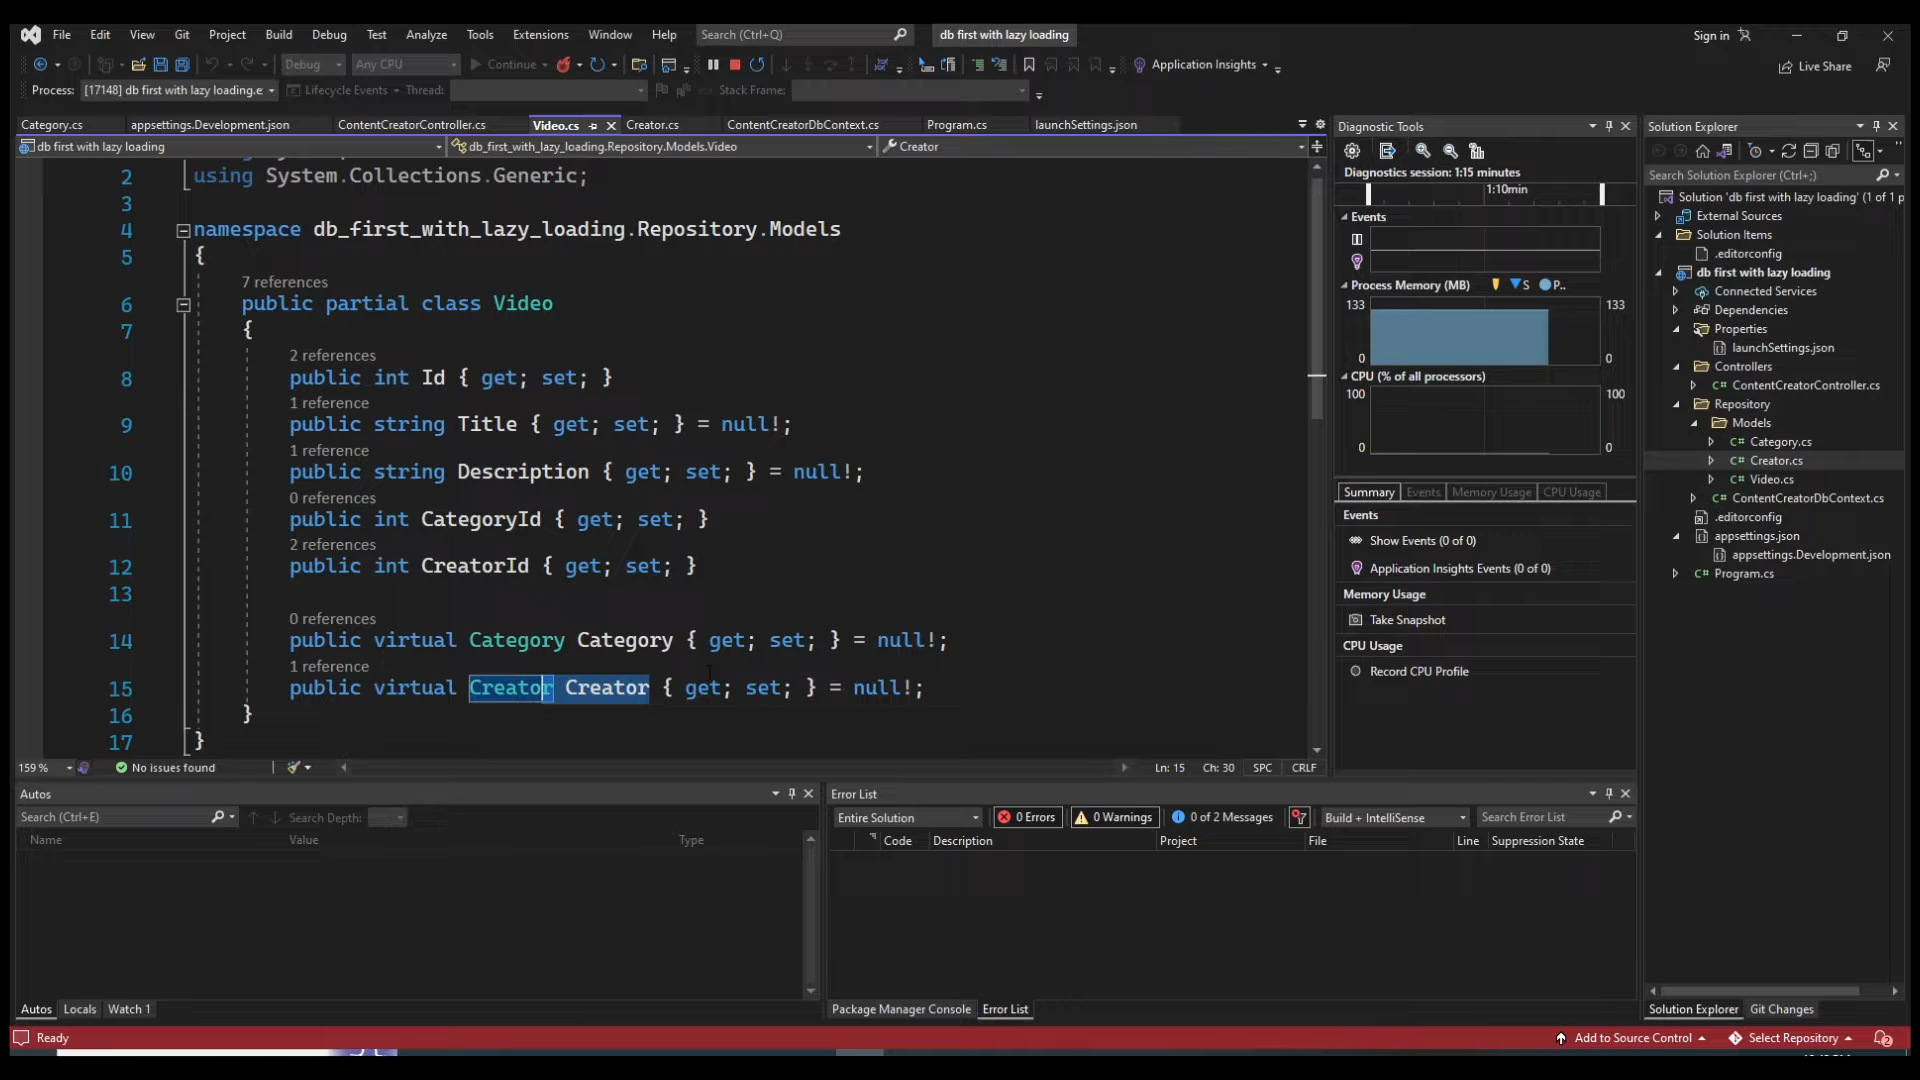 File Edit View Git Project Build Debug Test Analyze Tools Extensions Window Help Search (Ctrl+Q) db first with lazy loading Sign in
Debug Any CPU Continue Application Insights Live Share
Process: [17148] db first with lazy loading.e Lifecycle Events Thread: Stack Frame:
Category.cs appsettings.Development.json ContentCreatorController.cs Video.cs Creator.cs ContentCreatorDbContext.cs Program.cs launchSettings.json
db first with lazy loading db_first_with_lazy_loading.Repository.Models.Video Creator
2 using System.Collections.Generic;
3
4 namespace db_first_with_lazy_loading.Repository.Models
5 {
7 references
6 public partial class Video
7 {
2 references
8 public int Id { get; set; }
1 reference
9 public string Title { get; set; } = null!;
1 reference
10 public string Description { get; set; } = null!;
0 references
11 public int CategoryId { get; set; }
2 references
12 public int CreatorId { get; set; }
13
0 references
14 public virtual Category Category { get; set; } = null!;
1 reference
15 public virtual Creator Creator { get; set; } = null!;
16 }
17 }
159 % No issues found Ln: 15 Ch: 30 SPC CRLF
Diagnostic Tools
Diagnostics session: 1:15 minutes
1:10min
Events
Process Memory (MB) S P..
133 133
0 0
CPU (% of all processors)
100 100
0 0
Summary Events Memory Usage CPU Usage
Events
Show Events (0 of 0)
Application Insights Events (0 of 0)
Memory Usage
Take Snapshot
CPU Usage
Record CPU Profile
Solution Explorer
Search Solution Explorer (Ctrl+;)
Solution 'db first with lazy loading' (1 of 1 p
External Sources
Solution Items
.editorconfig
db first with lazy loading
Connected Services
Dependencies
Properties
launchSettings.json
Controllers
C# ContentCreatorController.cs
Repository
Models
C# Category.cs
C# Creator.cs
C# Video.cs
C# ContentCreatorDbContext.cs
.editorconfig
appsettings.json
appsettings.Development.json
C# Program.cs
Autos
Search (Ctrl+E) Search Depth:
Name Value Type
Autos Locals Watch 1
Error List
Entire Solution 0 Errors 0 Warnings 0 of 2 Messages Build + IntelliSense Search Error List
Code Description Project File Line Suppression State
Package Manager Console Error List
Solution Explorer Git Changes
Ready Add to Source Control Select Repository 2